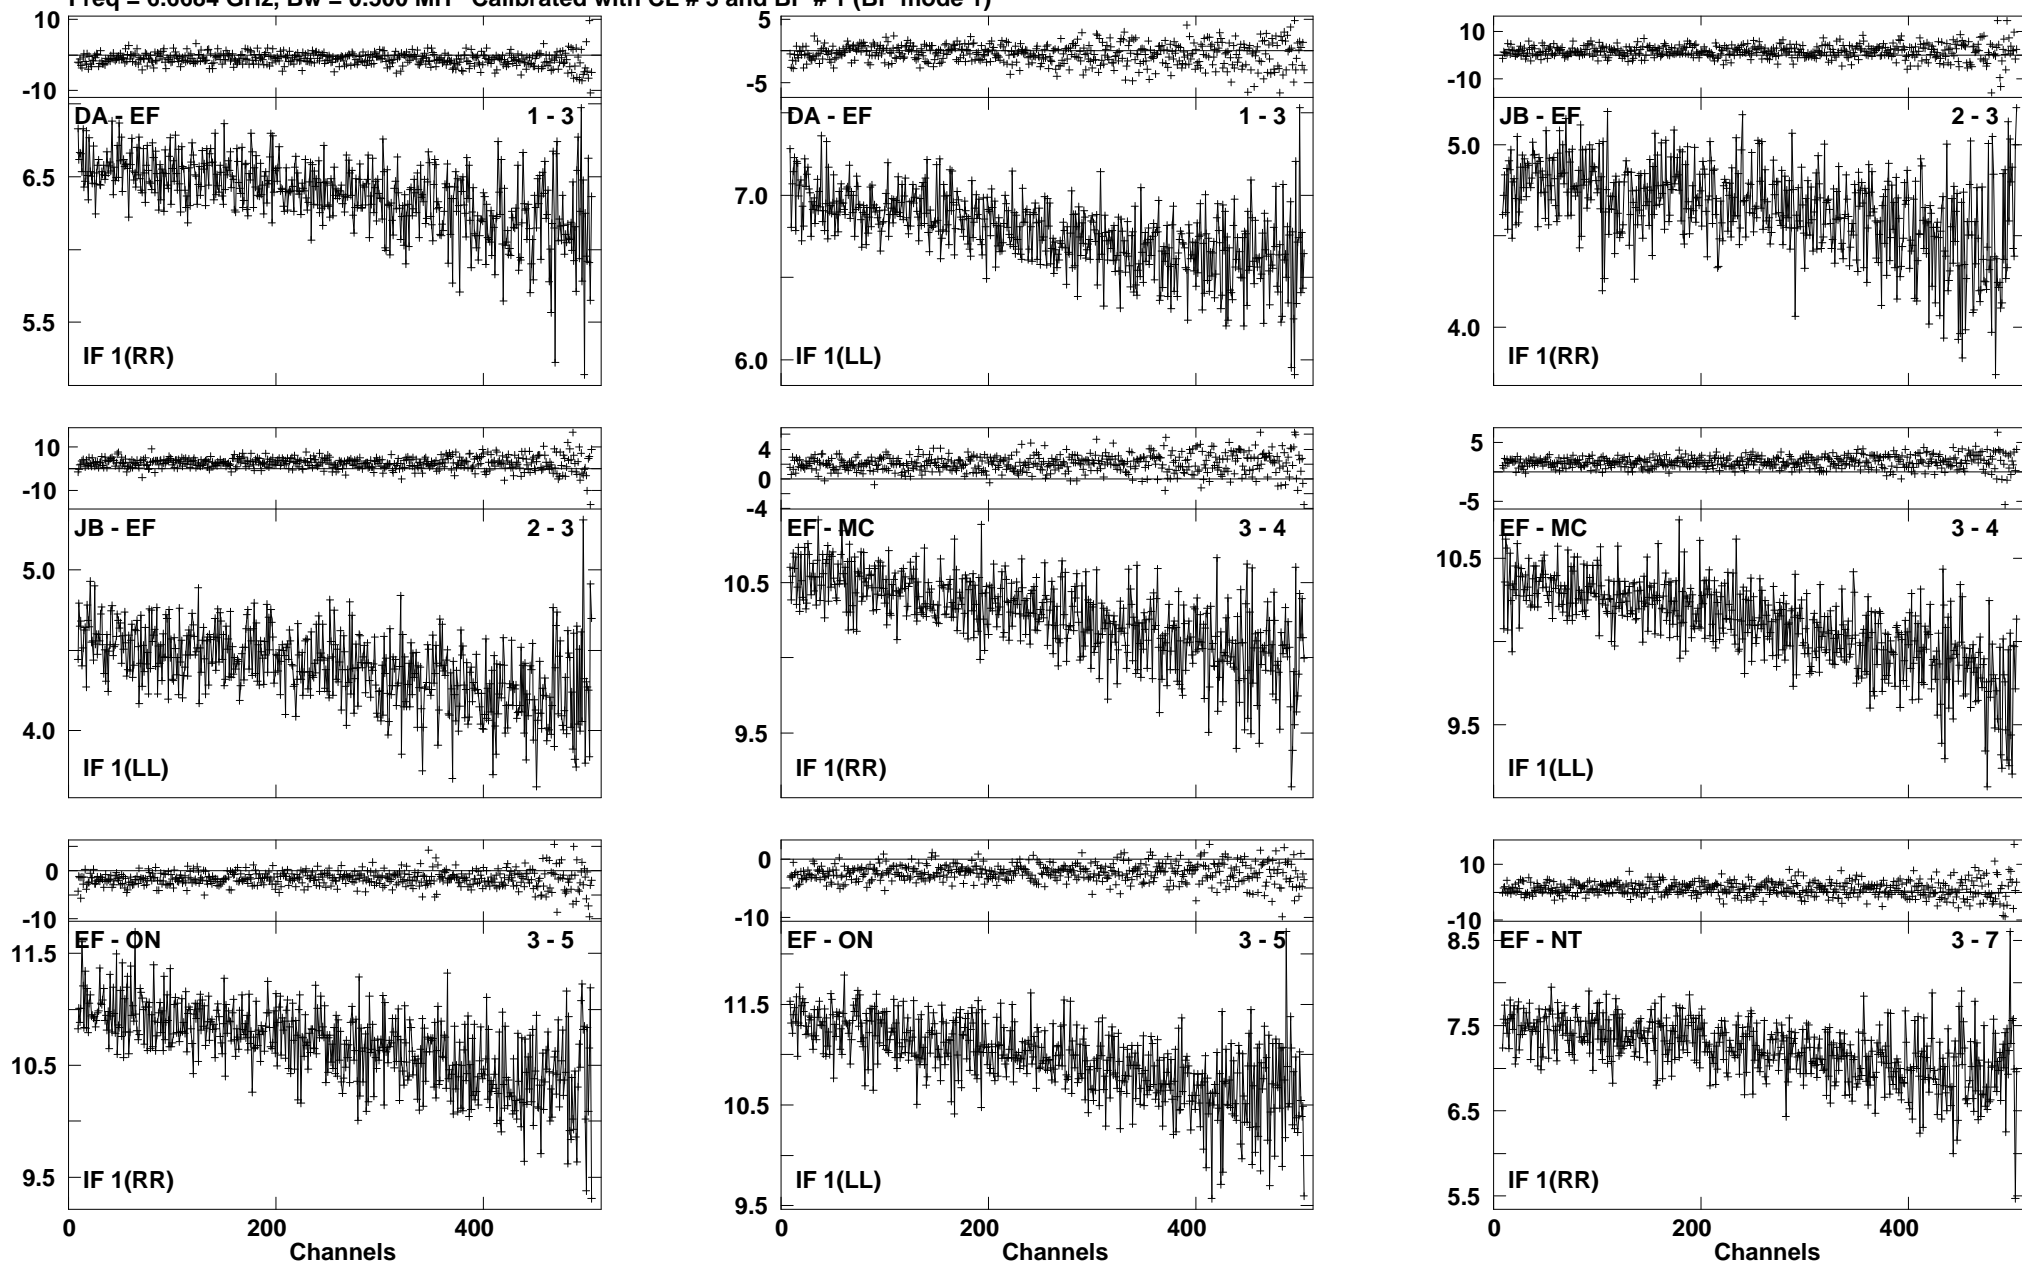 10 5 10
-10 -5 -10
DA - EF 1 - 3 DA - EF 1 - 3 JB - EF 2 - 3
6.5 7.0 5.0
5.5 6.0 4.0
IF 1(RR) IF 1(LL) IF 1(RR)
10 4 5
-10 0 -5
-4
JB - EF 2 - 3 EF - MC 3 - 4 EF - MC 3 - 4
5.0 10.5 10.5
4.0 9.5 9.5
IF 1(LL) IF 1(RR) IF 1(LL)
0 0 10
-10 -10 -10
EF - ON 3 - 5 EF - ON 3 - 5 EF - NT 3 - 7
11.5 11.5 8.5
10.5 10.5 7.5
6.5
9.5 9.5 5.5
IF 1(RR) IF 1(LL) IF 1(RR)
0 200 400 0 200 400 0 200 400
Channels Channels Channels